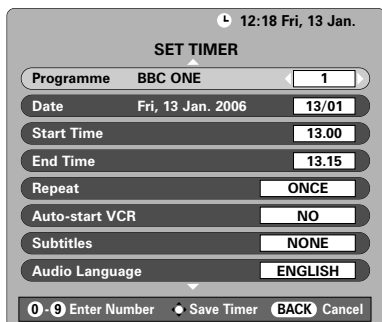 12:18 Fri, 13 Jan.
SET TIMER
Programme BBC ONE 1
Date Fri, 13 Jan. 2006 13/01
Start Time 13.00
End Time 13.15
Repeat ONCE
Auto-start VCR NO
Subtitles NONE
Audio Language ENGLISH
0-9 Enter Number Save Timer BACK Cancel